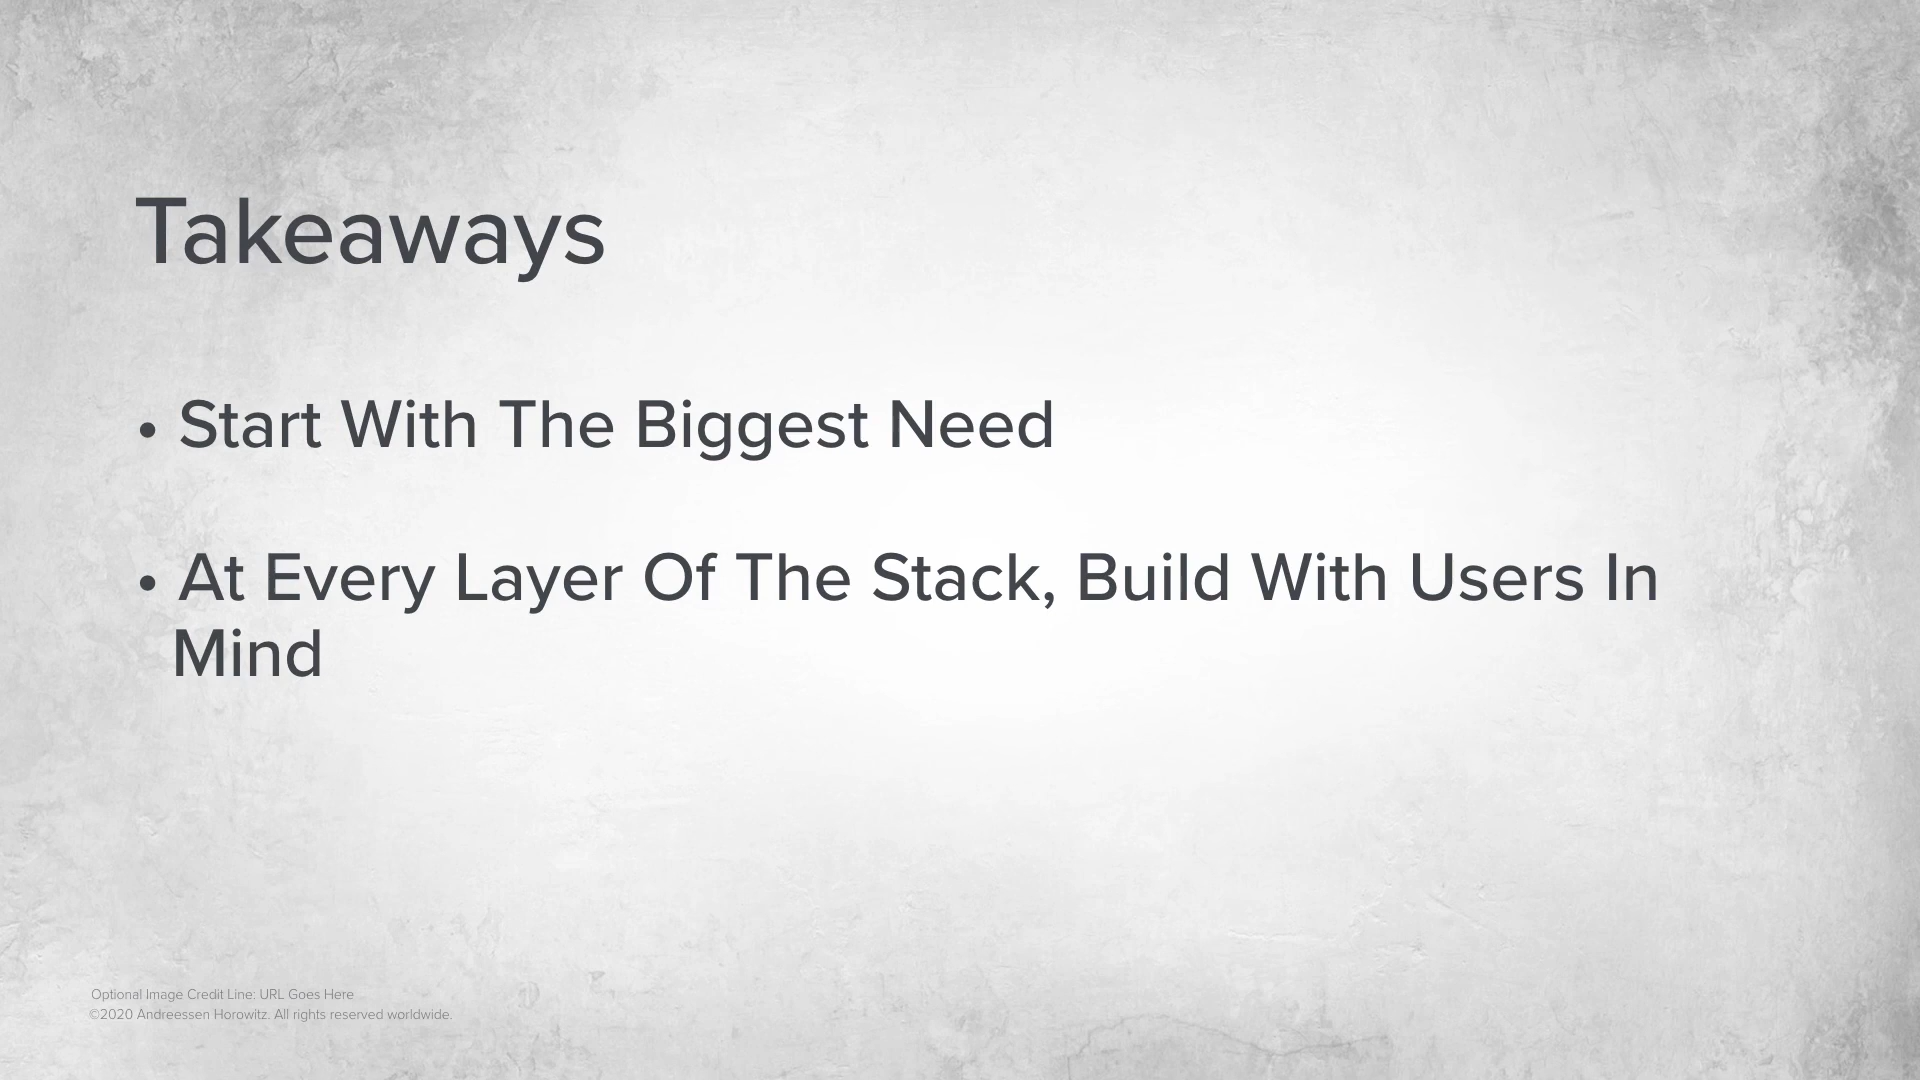 Takeaways
• Start With The Biggest Need
• At Every Layer Of The Stack, Build With Users In
Mind
Optional Image Credit Line: URL Goes Here
©2020 Andreessen Horowitz. All rights reserved worldwide.